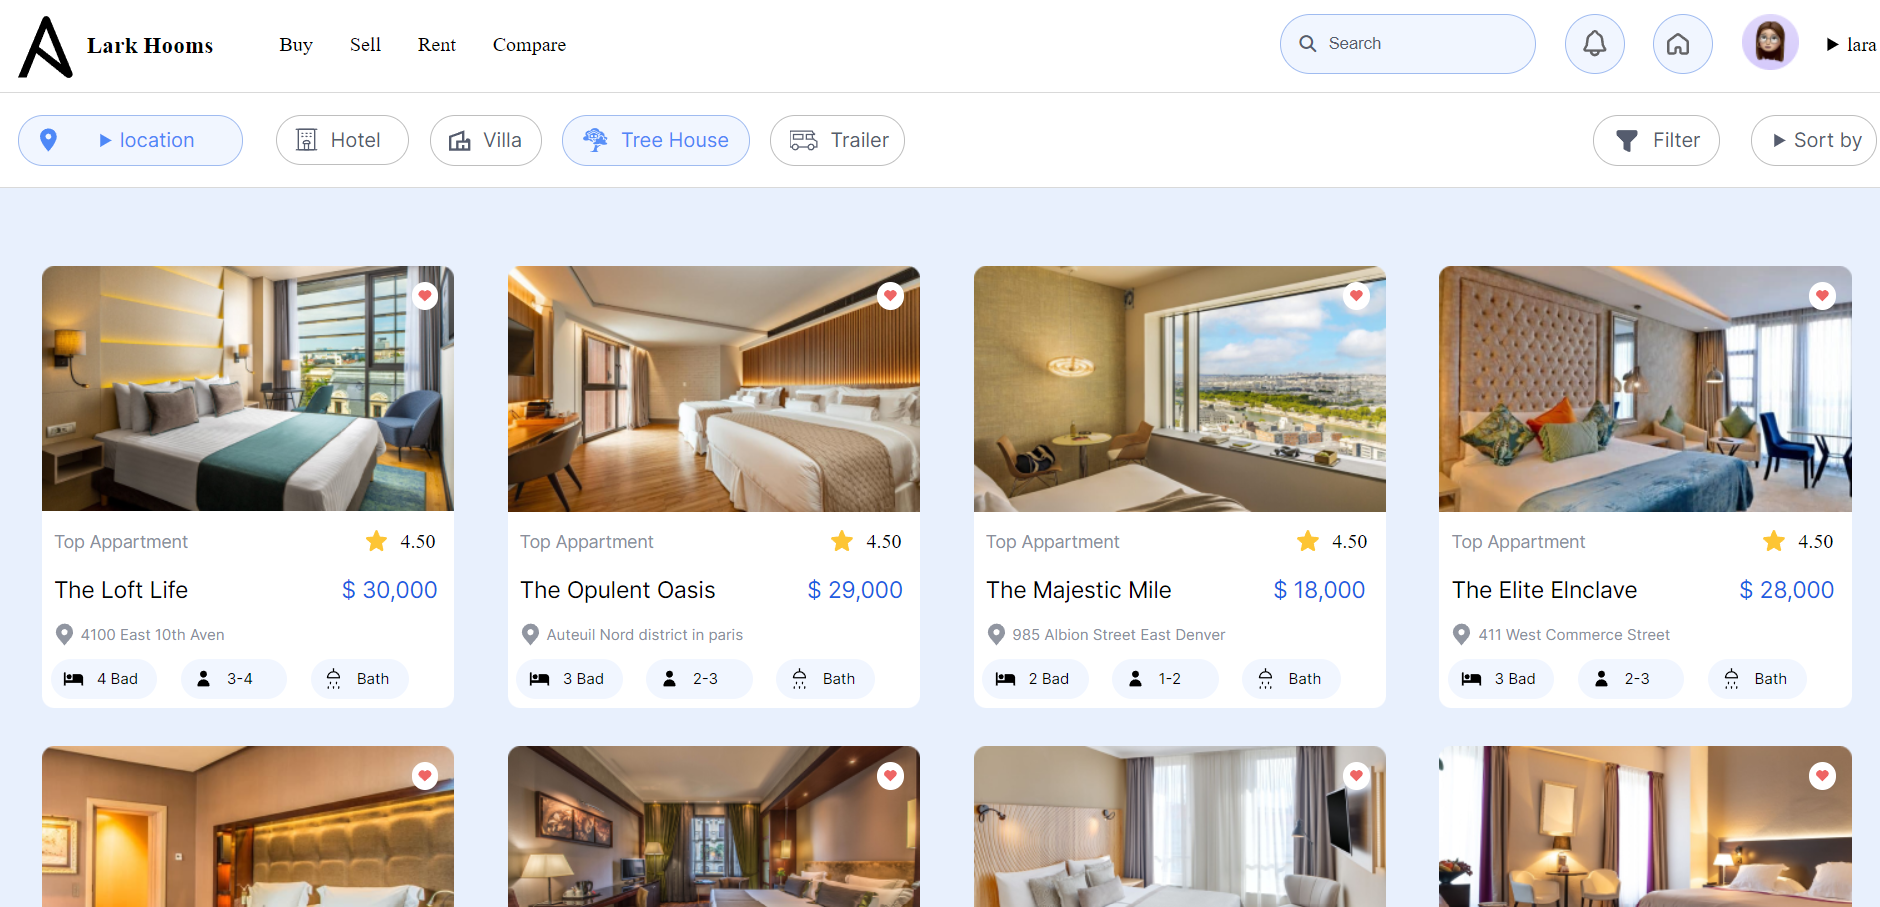 Lark Hooms Buy Sell Rent Compare Search lara
location Hotel Villa Tree House Trailer Filter Sort by
Top Appartment 4.50
The Loft Life $ 30,000
4100 East 10th Aven
4 Bad 3-4 Bath
Top Appartment 4.50
The Opulent Oasis $ 29,000
Auteuil Nord district in paris
3 Bad 2-3 Bath
Top Appartment 4.50
The Majestic Mile $ 18,000
985 Albion Street East Denver
2 Bad 1-2 Bath
Top Appartment 4.50
The Elite Elnclave $ 28,000
411 West Commerce Street
3 Bad 2-3 Bath